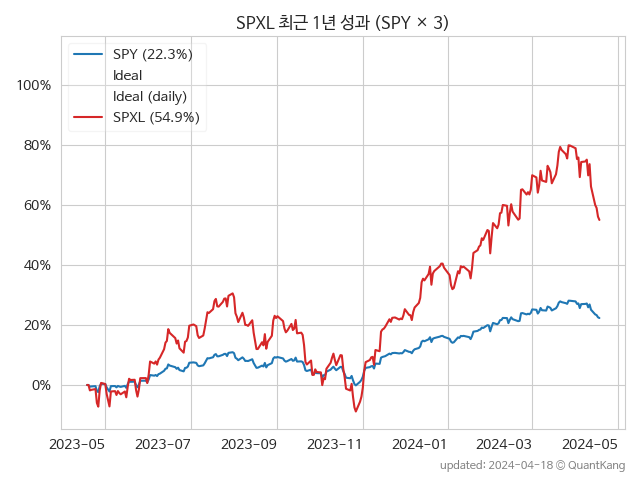 SPXL 최근 1년 성과 (SPY × 3)
SPY (22.3%)
Ideal
Ideal (daily)
SPXL (54.9%)
100%
80%
60%
40%
20%
0%
2023-05 2023-07 2023-09 2023-11 2024-01 2024-03 2024-05
updated: 2024-04-18 © QuantKang